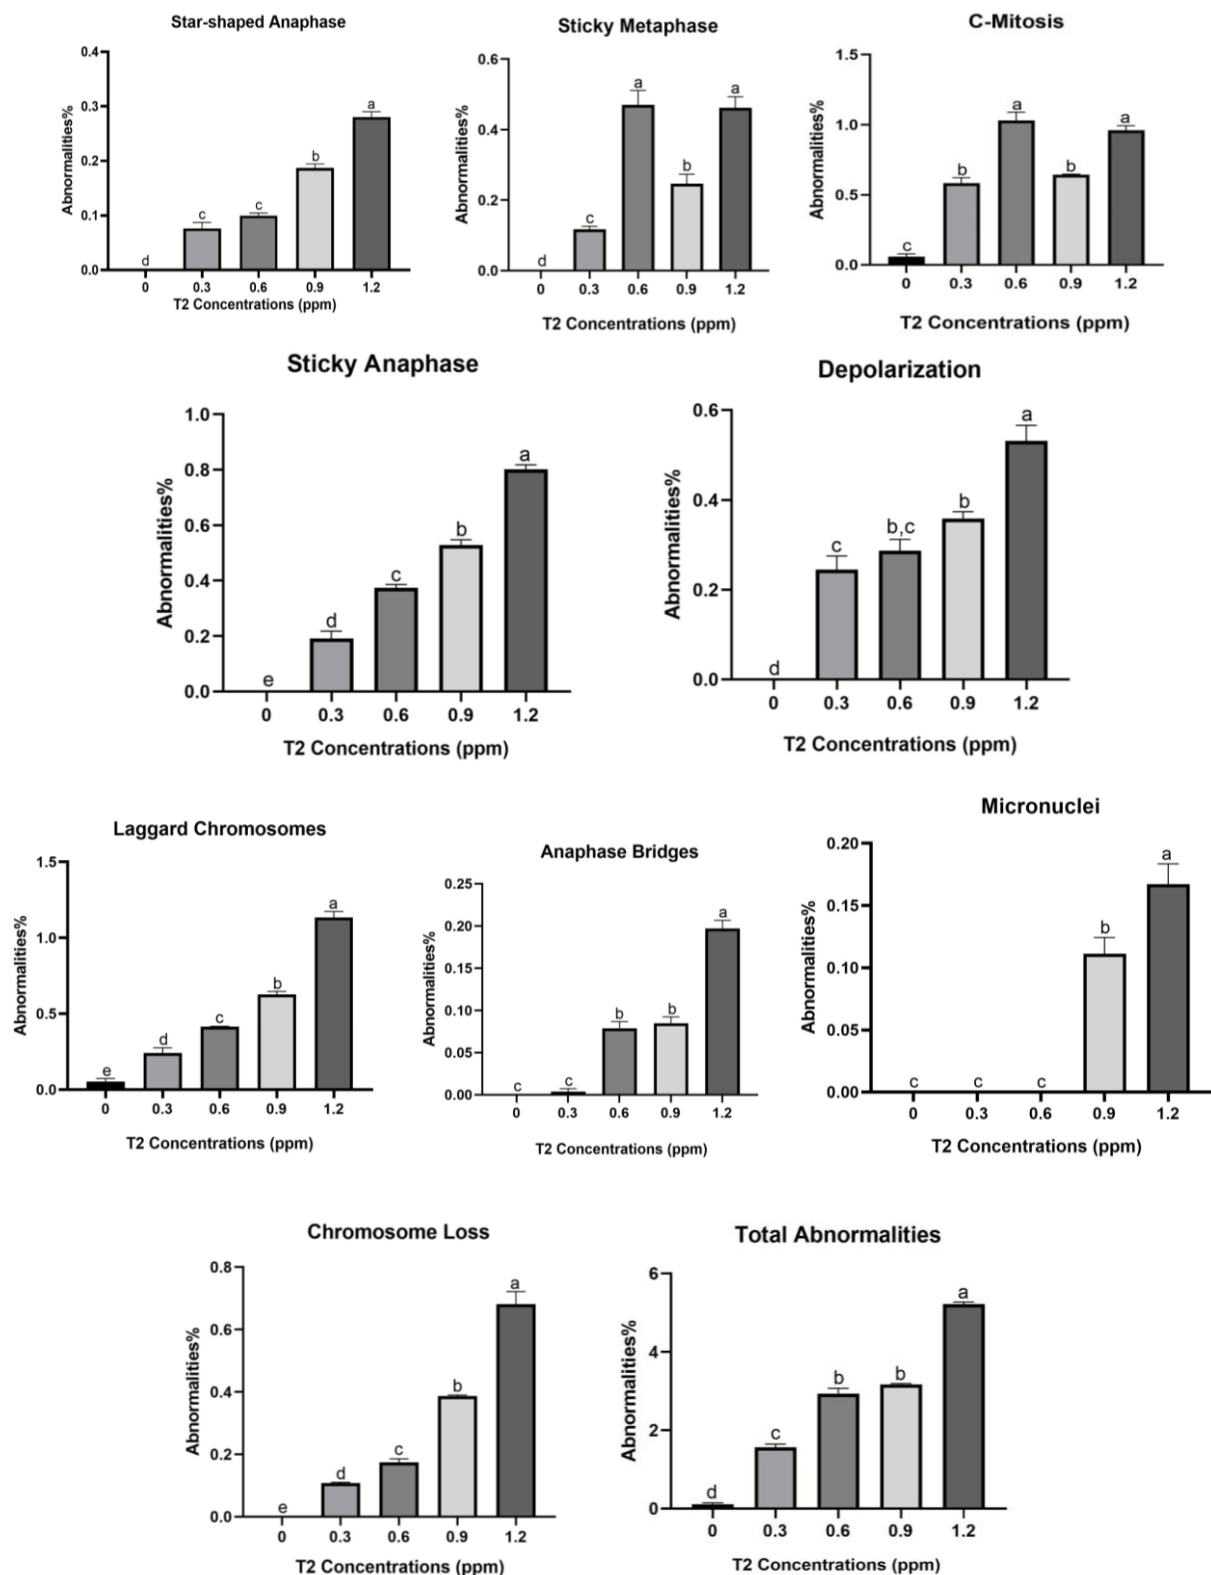 Star-shaped Anaphase
Abnormalities%
0.4
0.3
0.2
0.1
0.0
d
c
c
b
a
0 0.3 0.6 0.9 1.2
T2 Concentrations (ppm)
Sticky Metaphase
Abnormalities%
0.6
0.4
0.2
0.0
d
c
a
b
a
0 0.3 0.6 0.9 1.2
T2 Concentrations (ppm)
C-Mitosis
Abnormalities%
1.5
1.0
0.5
0.0
c
b
a
b
a
0 0.3 0.6 0.9 1.2
T2 Concentrations (ppm)
Sticky Anaphase
Abnormalities%
1.0
0.8
0.6
0.4
0.2
0.0
e
d
c
b
a
0 0.3 0.6 0.9 1.2
T2 Concentrations (ppm)
Depolarization
Abnormalities%
0.6
0.4
0.2
0.0
d
c
b,c
b
a
0 0.3 0.6 0.9 1.2
T2 Concentrations (ppm)
Laggard Chromosomes
Abnormalities%
1.5
1.0
0.5
0.0
e
d
c
b
a
0 0.3 0.6 0.9 1.2
T2 Concentrations (ppm)
Anaphase Bridges
Abnormalities%
0.25
0.20
0.15
0.10
0.05
0.00
c
c
b
b
a
0 0.3 0.6 0.9 1.2
T2 Concentrations (ppm)
Micronuclei
Abnormalities%
0.20
0.15
0.10
0.05
0.00
c
c
c
b
a
0 0.3 0.6 0.9 1.2
T2 Concentrations (ppm)
Chromosome Loss
Abnormalities%
0.8
0.6
0.4
0.2
0.0
e
d
c
b
a
0 0.3 0.6 0.9 1.2
T2 Concentrations (ppm)
Total Abnormalities
Abnormalities%
6
4
2
0
d
c
b
b
a
0 0.3 0.6 0.9 1.2
T2 Concentrations (ppm)